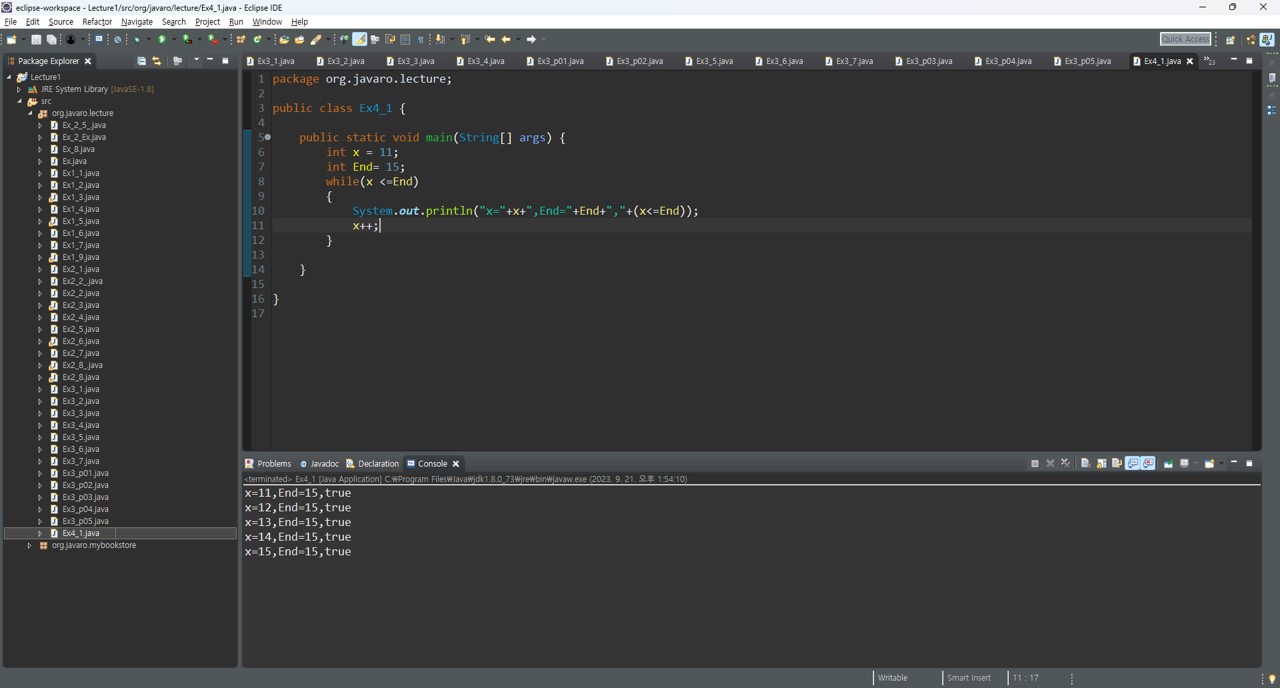 eclipse-workspace - Lecture1/src/org/javaro/lecture/Ex4_1.java - Eclipse IDE
File Edit Source Refactor Navigate Search Project Run Window Help
Quick Access
Package Explorer
Lecture1
JRE System Library [JavaSE-1.8]
src
org.javaro.lecture
Ex_2_5_.java
Ex_2_Ex.java
Ex_8.java
Ex.java
Ex1_1.java
Ex1_2.java
Ex1_3.java
Ex1_4.java
Ex1_5.java
Ex1_6.java
Ex1_7.java
Ex1_9.java
Ex2_1.java
Ex2_2_.java
Ex2_2.java
Ex2_3.java
Ex2_4.java
Ex2_5.java
Ex2_6.java
Ex2_7.java
Ex2_8_.java
Ex2_8.java
Ex3_1.java
Ex3_2.java
Ex3_3.java
Ex3_4.java
Ex3_5.java
Ex3_6.java
Ex3_7.java
Ex3_p01.java
Ex3_p02.java
Ex3_p03.java
Ex3_p04.java
Ex3_p05.java
Ex4_1.java
org.javaro.mybookstore
Ex3_1.java Ex3_2.java Ex3_3.java Ex3_4.java Ex3_p01.java Ex3_p02.java Ex3_5.java Ex3_6.java Ex3_7.java Ex3_p03.java Ex3_p04.java Ex3_p05.java Ex4_1.java »23
1 package org.javaro.lecture;
2
3 public class Ex4_1 {
4
5 public static void main(String[] args) {
6 int x = 11;
7 int End= 15;
8 while(x <=End)
9 {
10 System.out.println("x="+x+",End="+End+","+(x<=End));
11 x++;
12 }
13
14 }
15
16 }
17
Problems Javadoc Declaration Console
<terminated> Ex4_1 [Java Application] C:₩Program Files₩Java₩jdk1.8.0_73₩jre₩bin₩javaw.exe (2023. 9. 21. 오후 1:54:10)
x=11,End=15,true
x=12,End=15,true
x=13,End=15,true
x=14,End=15,true
x=15,End=15,true
Writable Smart Insert 11 : 17